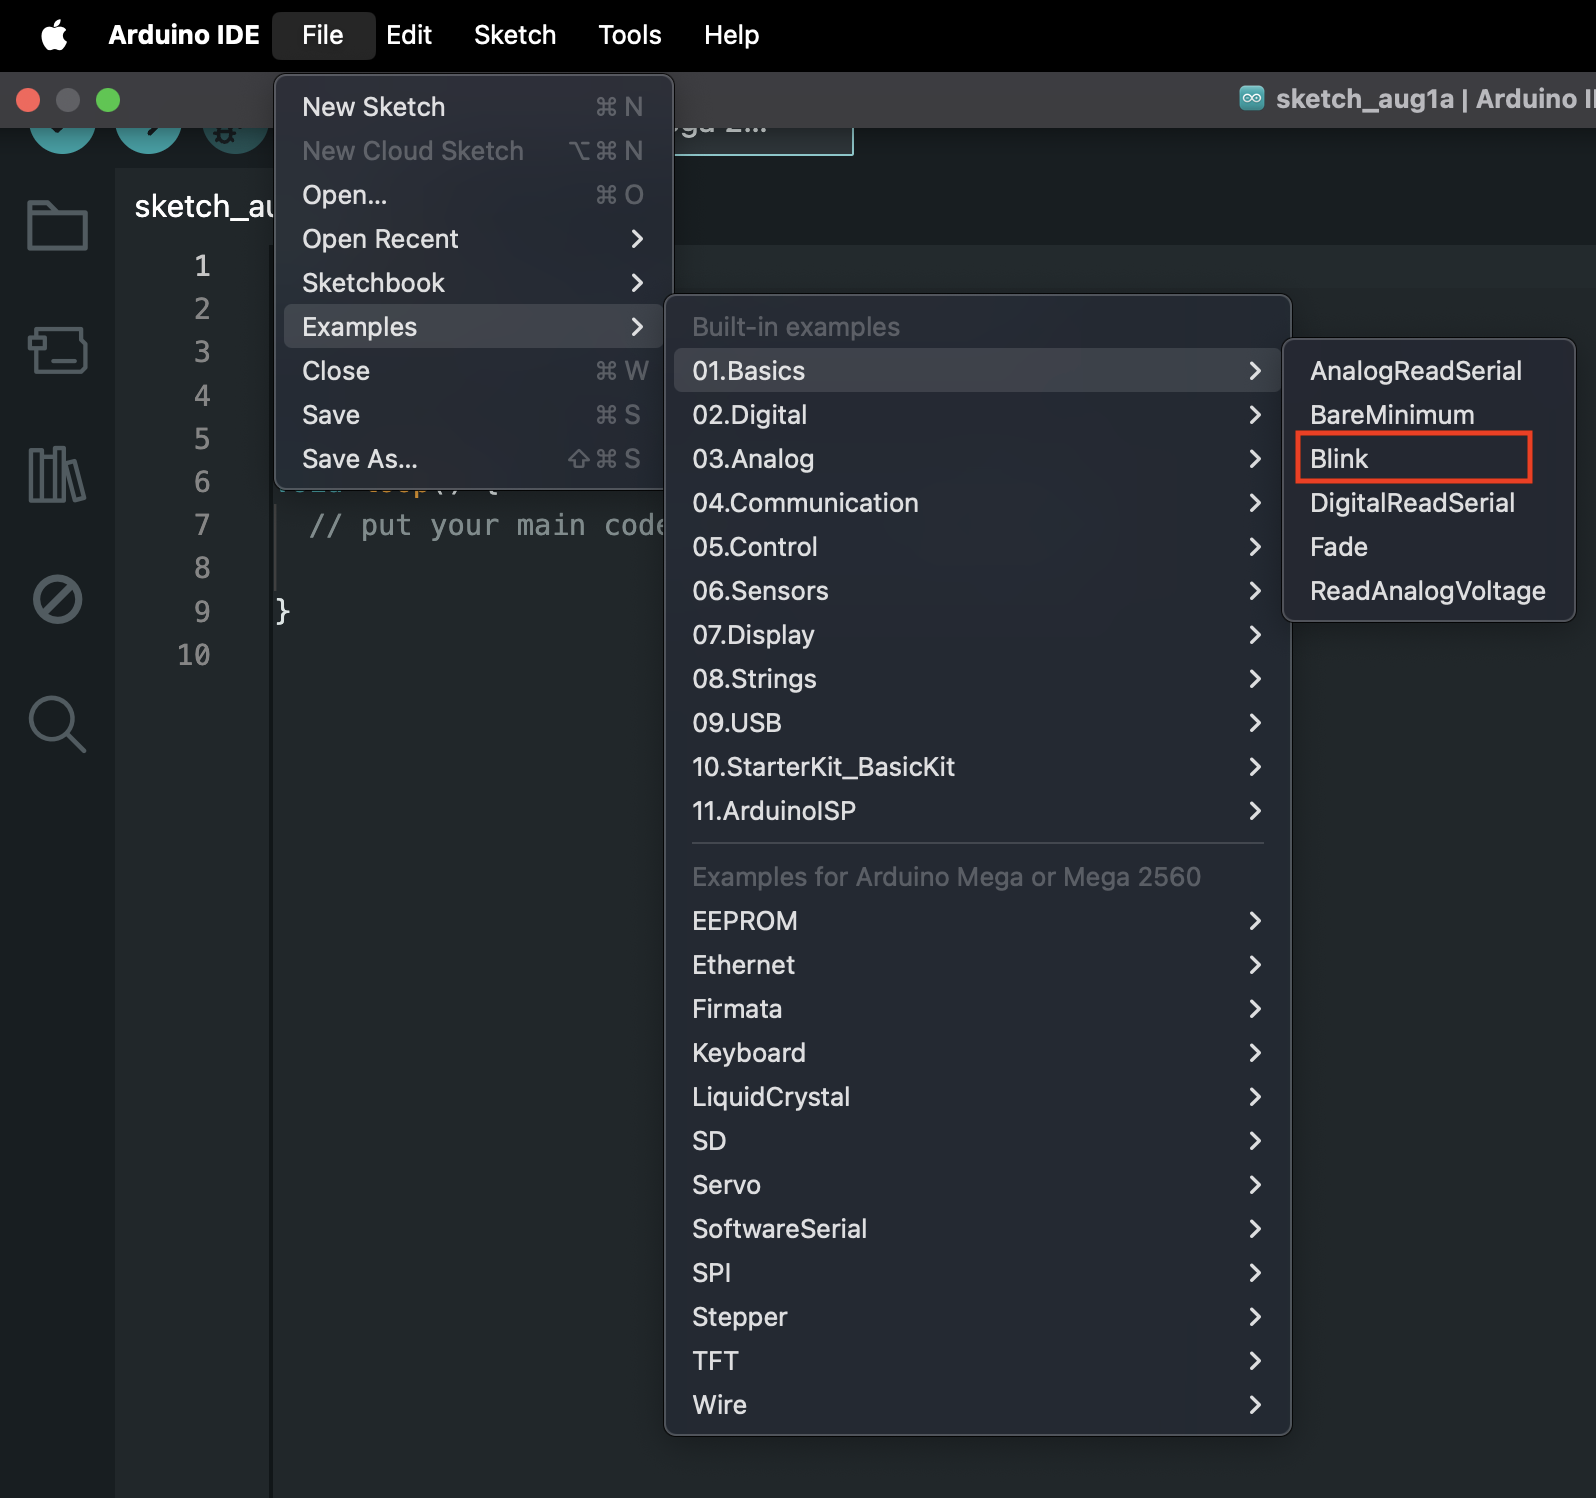 Arduino IDE File Edit Sketch Tools Help
sketch_aug1a | Arduino
New Sketch ⌘ N
New Cloud Sketch ⌥ ⌘ N
Open... ⌘ O
Open Recent
Sketchbook
Examples
Close ⌘ W
Save ⌘ S
Save As... ⇧ ⌘ S
Built-in examples
01.Basics
02.Digital
03.Analog
04.Communication
05.Control
06.Sensors
07.Display
08.Strings
09.USB
10.StarterKit_BasicKit
11.ArduinoISP
Examples for Arduino Mega or Mega 2560
EEPROM
Ethernet
Firmata
Keyboard
LiquidCrystal
SD
Servo
SoftwareSerial
SPI
Stepper
TFT
Wire
AnalogReadSerial
BareMinimum
Blink
DigitalReadSerial
Fade
ReadAnalogVoltage
sketch_au
1
2
3
4
5
6
7 // put your main code
8
9 }
10